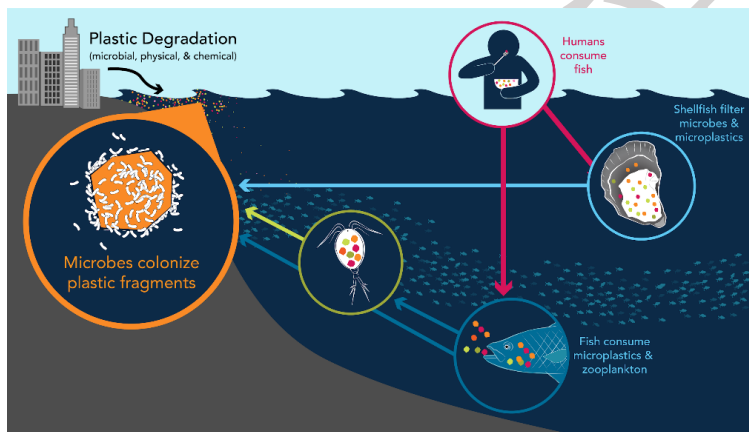 Plastic Degradation
(microbial, physical, & chemical)
Humans
consume
fish
Shellfish filter
microbes &
microplastics
Microbes colonize
plastic fragments
Fish consume
microplastics &
zooplankton